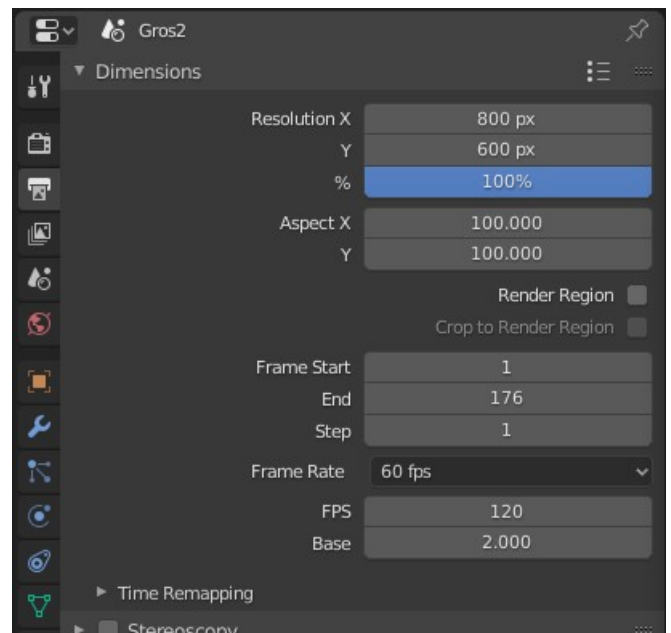 Gros2
Dimensions
Resolution X 800 px
Y 600 px
% 100%
Aspect X 100.000
Y 100.000
Render Region
Crop to Render Region
Frame Start 1
End 176
Step 1
Frame Rate 60 fps
FPS 120
Base 2.000
Time Remapping
Stereoscopy